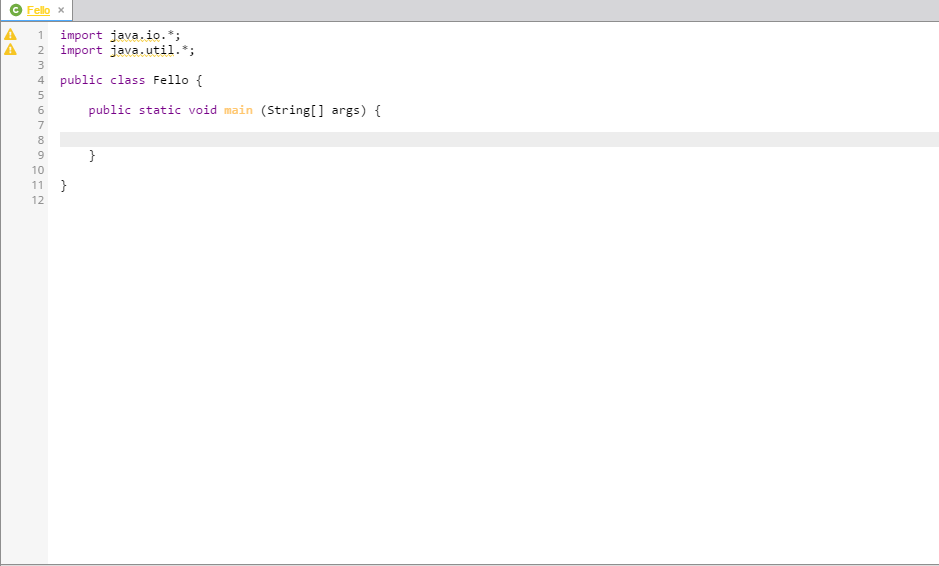 Fello
1 import java.io.*;
2 import java.util.*;
3
4 public class Fello {
5
6     public static void main (String[] args) {
7
8
9     }
10
11 }
12